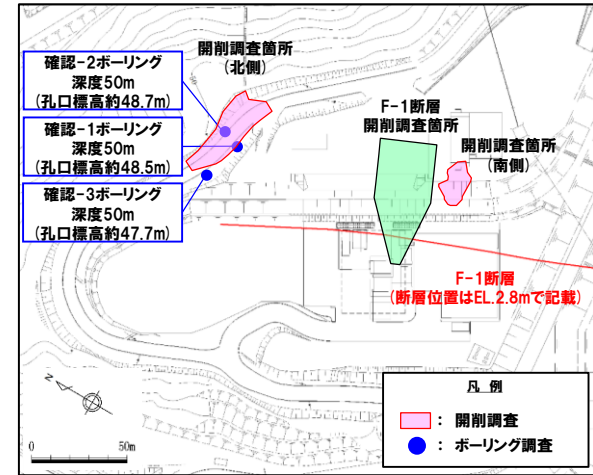 開削調査箇所
(北側)
確認-2ボーリング
深度50m
(孔口標高約48.7m)
確認-1ボーリング
深度50m
(孔口標高約48.5m)
確認-3ボーリング
深度50m
(孔口標高約47.7m)
F-1断層
開削調査箇所
開削調査箇所
(南側)
F-1断層
(断層位置はEL.2.8mで記載)
N
0 50m
凡 例
： 開削調査
： ボーリング調査